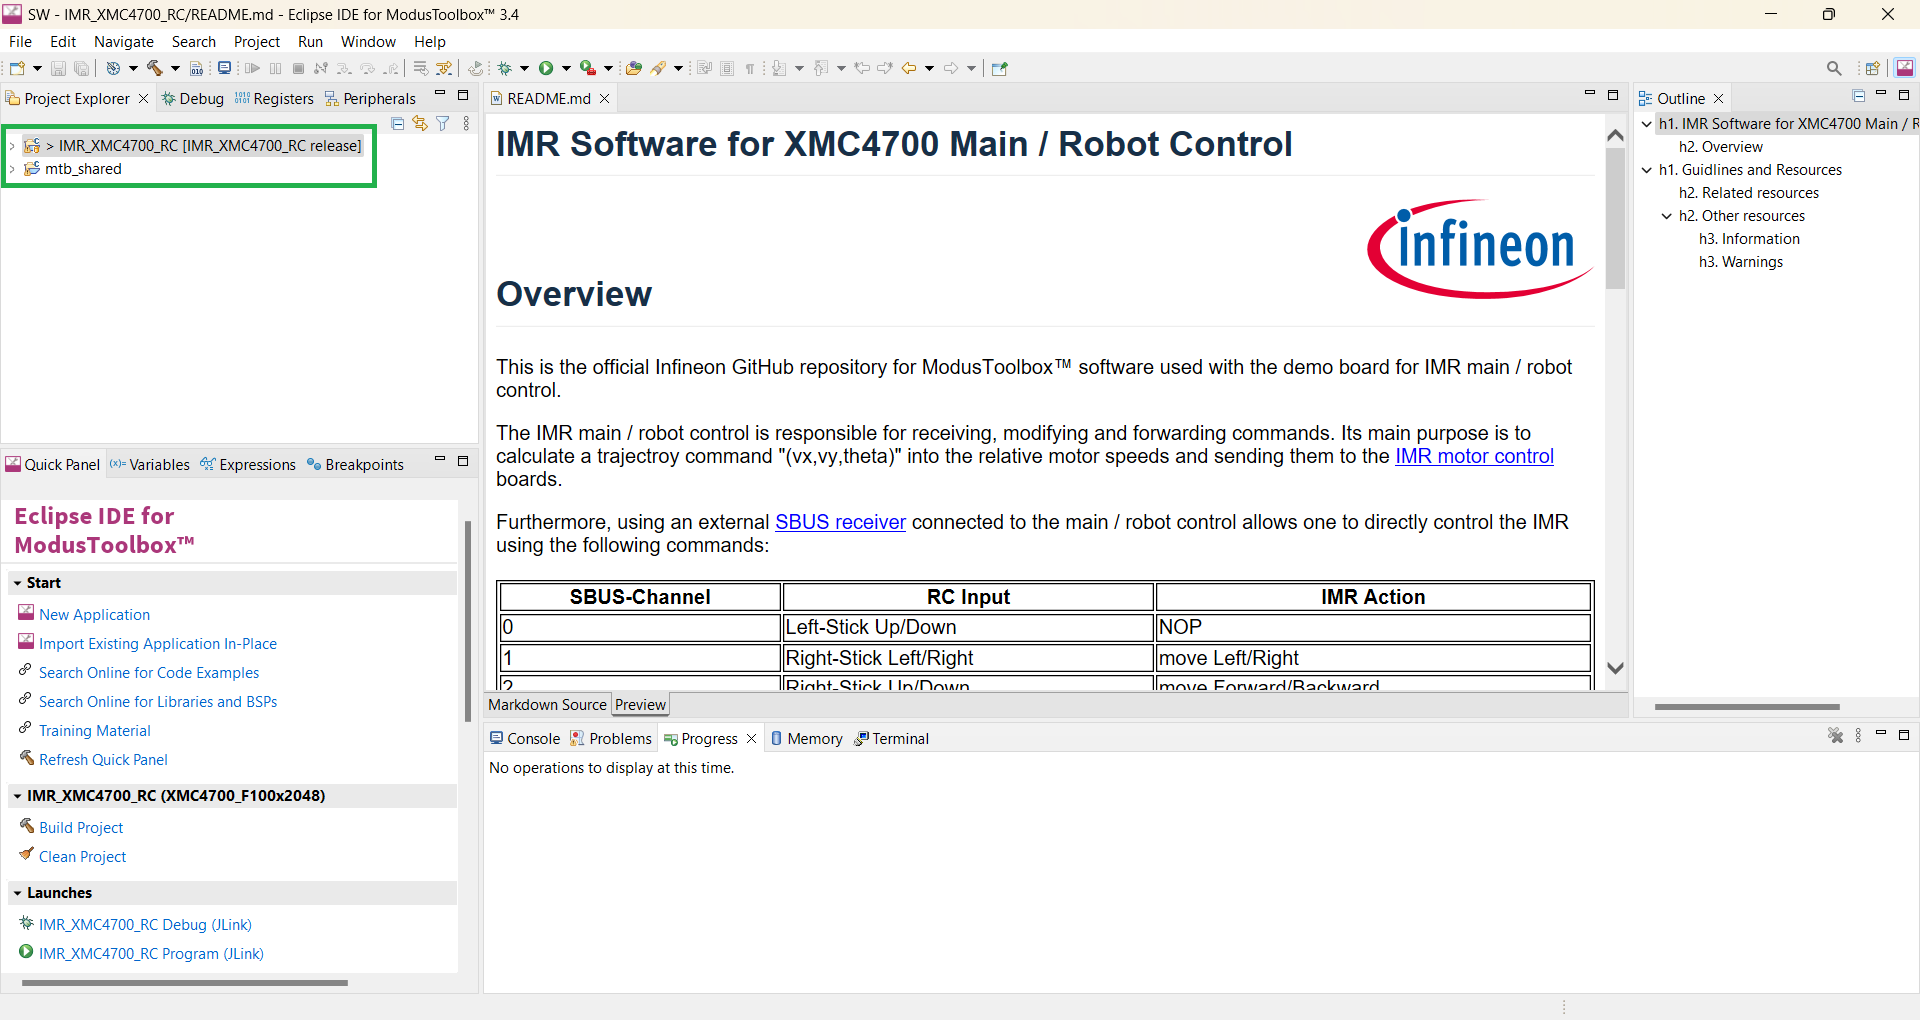 SW - IMR_XMC4700_RC/README.md - Eclipse IDE for ModusToolbox™ 3.4
File Edit Navigate Search Project Run Window Help
Project Explorer
Debug
Registers
Peripherals
> IMR_XMC4700_RC [IMR_XMC4700_RC release]
mtb_shared
Quick Panel
Variables
Expressions
Breakpoints
Eclipse IDE for
ModusToolbox™
Start
New Application
Import Existing Application In-Place
Search Online for Code Examples
Search Online for Libraries and BSPs
Training Material
Refresh Quick Panel
IMR_XMC4700_RC (XMC4700_F100x2048)
Build Project
Clean Project
Launches
IMR_XMC4700_RC Debug (JLink)
IMR_XMC4700_RC Program (JLink)
README.md
IMR Software for XMC4700 Main / Robot Control
infineon
Overview
This is the official Infineon GitHub repository for ModusToolbox™ software used with the demo board for IMR main / robot
control.
The IMR main / robot control is responsible for receiving, modifying and forwarding commands. Its main purpose is to
calculate a trajectroy command "(vx,vy,theta)" into the relative motor speeds and sending them to the IMR motor control
boards.
Furthermore, using an external SBUS receiver connected to the main / robot control allows one to directly control the IMR
using the following commands:
SBUS-Channel RC Input IMR Action
0 Left-Stick Up/Down NOP
1 Right-Stick Left/Right move Left/Right
2 Right-Stick Up/Down move Forward/Backward
Markdown Source Preview
Console
Problems
Progress
Memory
Terminal
No operations to display at this time.
Outline
h1. IMR Software for XMC4700 Main / R
h2. Overview
h1. Guidlines and Resources
h2. Related resources
h2. Other resources
h3. Information
h3. Warnings